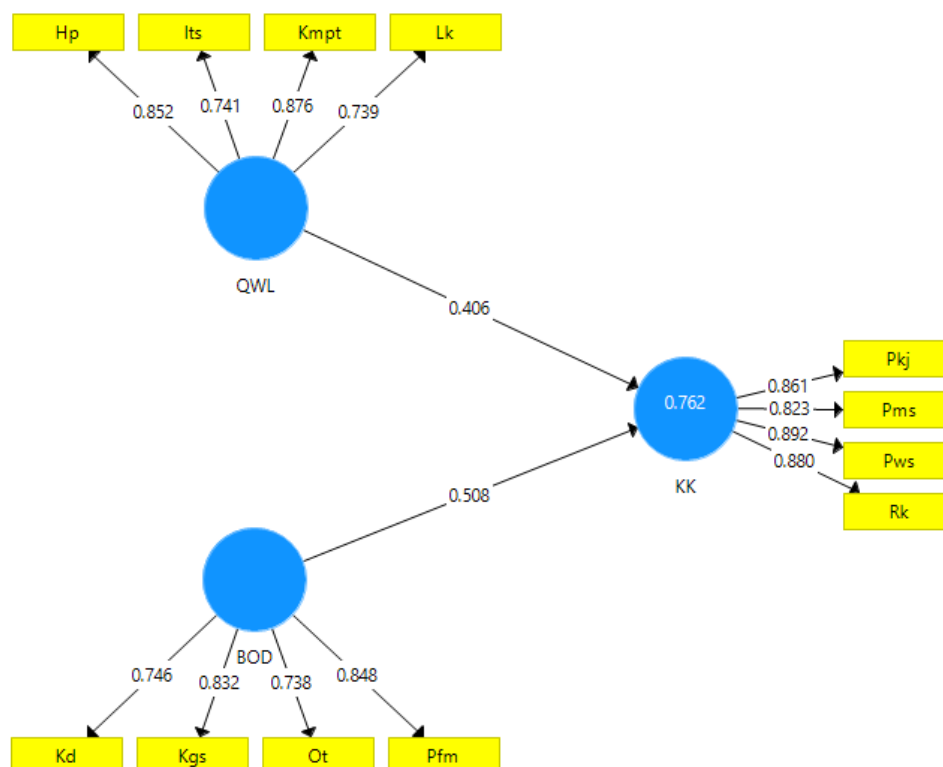 Hp Its Kmpt Lk
0.852 0.741 0.876 0.739
QWL
0.406
Pkj
0.861
0.762 0.823 Pms
0.892
Pws
0.880
KK
Rk
0.508
BOD
0.746 0.832 0.738 0.848
Kd Kgs Ot Pfm